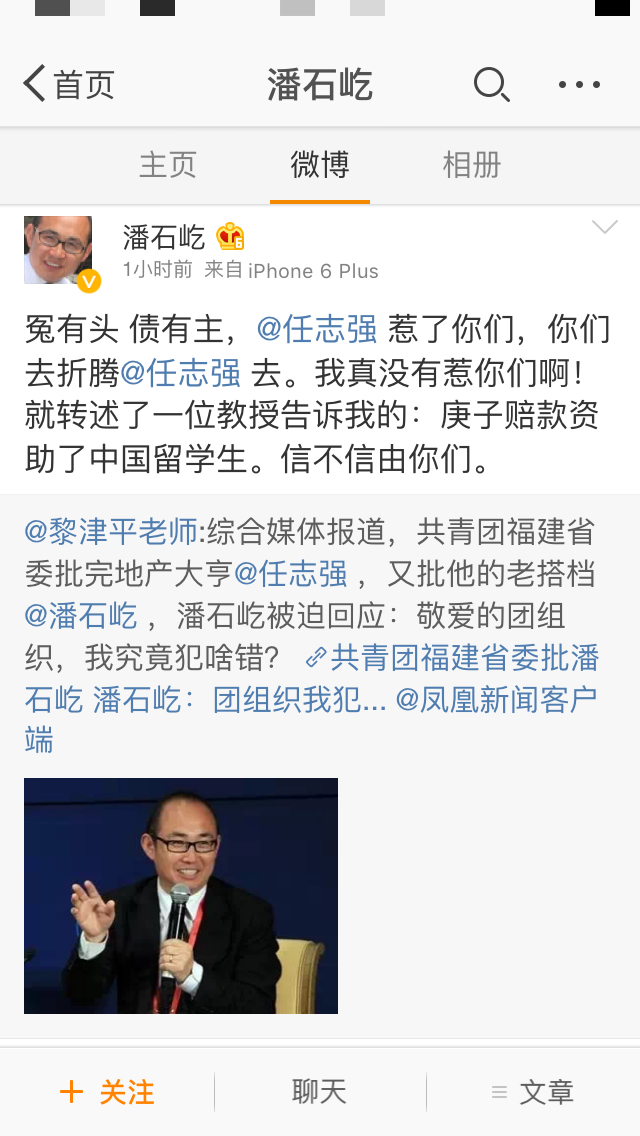 首页
潘石屹
主页
微博
相册
潘石屹
6
V
1小时前 来自 iPhone 6 Plus
冤有头 债有主，@任志强 惹了你们，你们
去折腾@任志强 去。我真没有惹你们啊！
就转述了一位教授告诉我的：庚子赔款资
助了中国留学生。信不信由你们。
@黎津平老师:综合媒体报道，共青团福建省
委批完地产大亨@任志强 ，又批他的老搭档
@潘石屹 ，潘石屹被迫回应：敬爱的团组
织，我究竟犯啥错？ 共青团福建省委批潘
石屹 潘石屹：团组织我犯... @凤凰新闻客户
端
+ 关注
聊天
文章